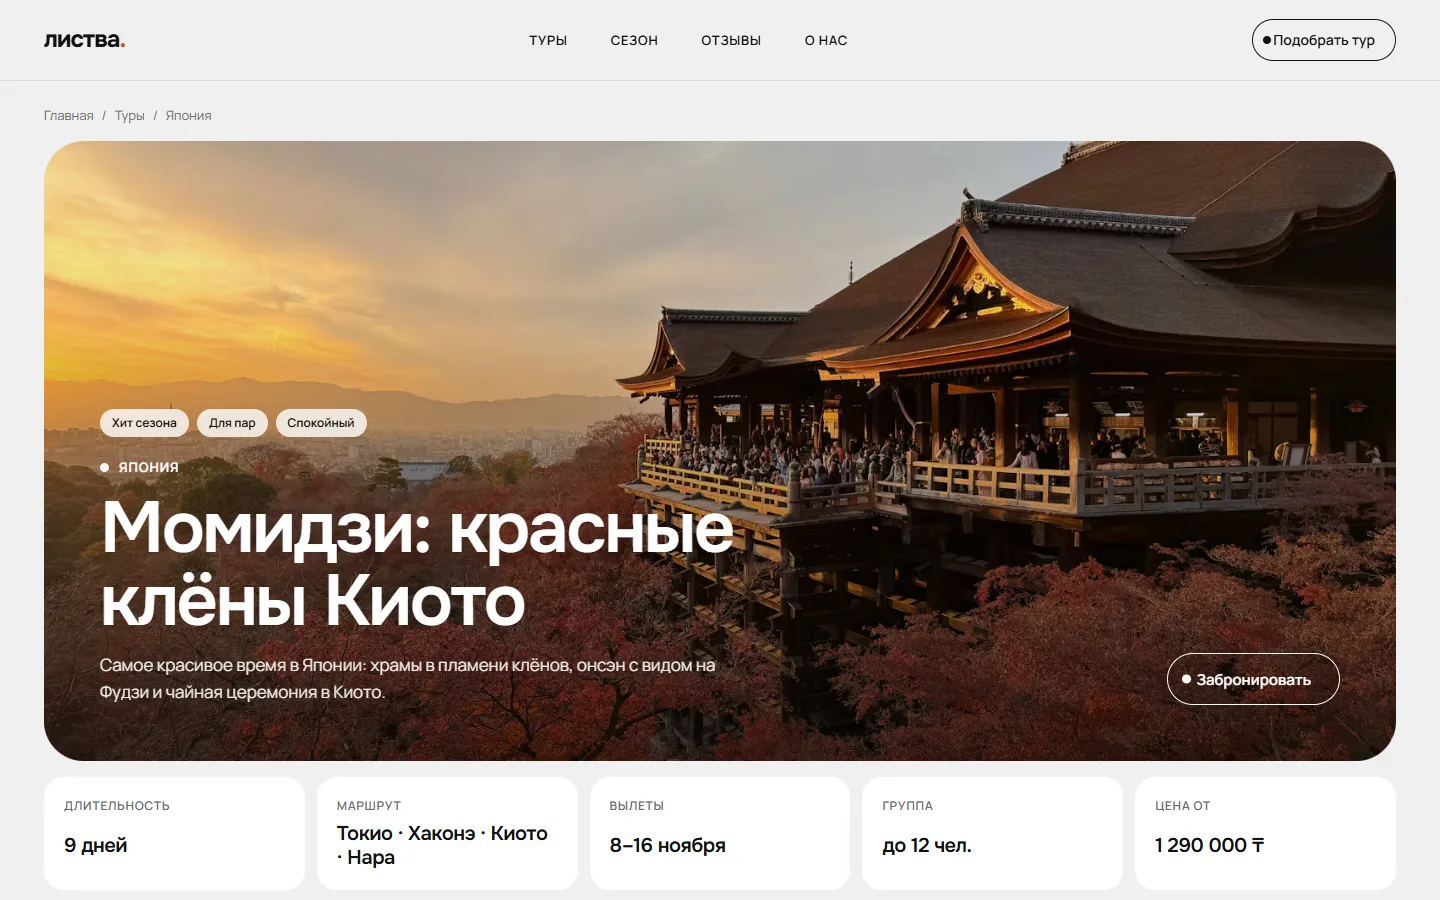 листва.
ТУРЫ
СЕЗОН
ОТЗЫВЫ
О НАС
Подобрать тур
Главная / Туры / Япония
Хит сезона
Для пар
Спокойный
ЯПОНИЯ
Момидзи: красные
клёны Киото
Самое красивое время в Японии: храмы в пламени клёнов, онсэн с видом на
Фудзи и чайная церемония в Киото.
Забронировать
ДЛИТЕЛЬНОСТЬ
9 дней
МАРШРУТ
Токио · Хаконэ · Киото
· Нара
ВЫЛЕТЫ
8–16 ноября
ГРУППА
до 12 чел.
ЦЕНА ОТ
1 290 000 ₸